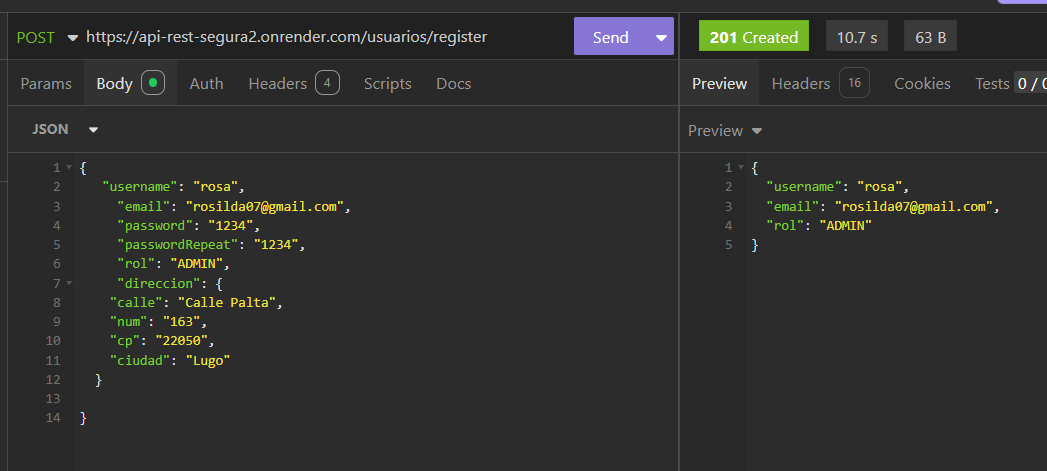 POST https://api-rest-segura2.onrender.com/usuarios/register Send
201 Created 10.7 s 63 B
Params Body Auth Headers 4 Scripts Docs
Preview Headers 16 Cookies Tests 0 / 0
JSON
Preview
1 {
2 "username": "rosa",
3 "email": "rosilda07@gmail.com",
4 "password": "1234",
5 "passwordRepeat": "1234",
6 "rol": "ADMIN",
7 "direccion": {
8 "calle": "Calle Palta",
9 "num": "163",
10 "cp": "22050",
11 "ciudad": "Lugo"
12 }
13
14 }
1 {
2 "username": "rosa",
3 "email": "rosilda07@gmail.com",
4 "rol": "ADMIN"
5 }